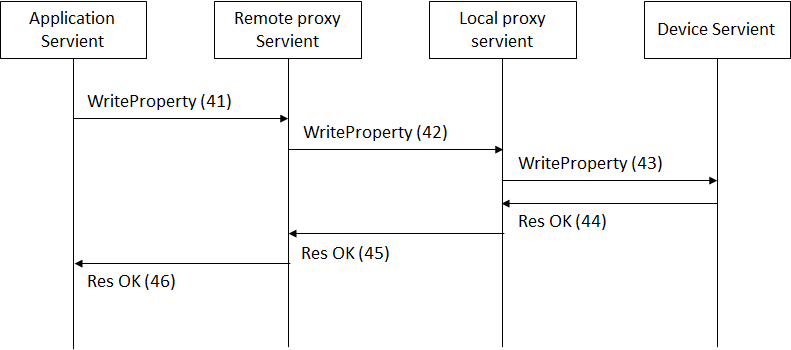 Application
Servient
Remote proxy
Servient
Local proxy
servient
Device Servient
WriteProperty (41)
WriteProperty (42)
WriteProperty (43)
Res OK (44)
Res OK (45)
Res OK (46)